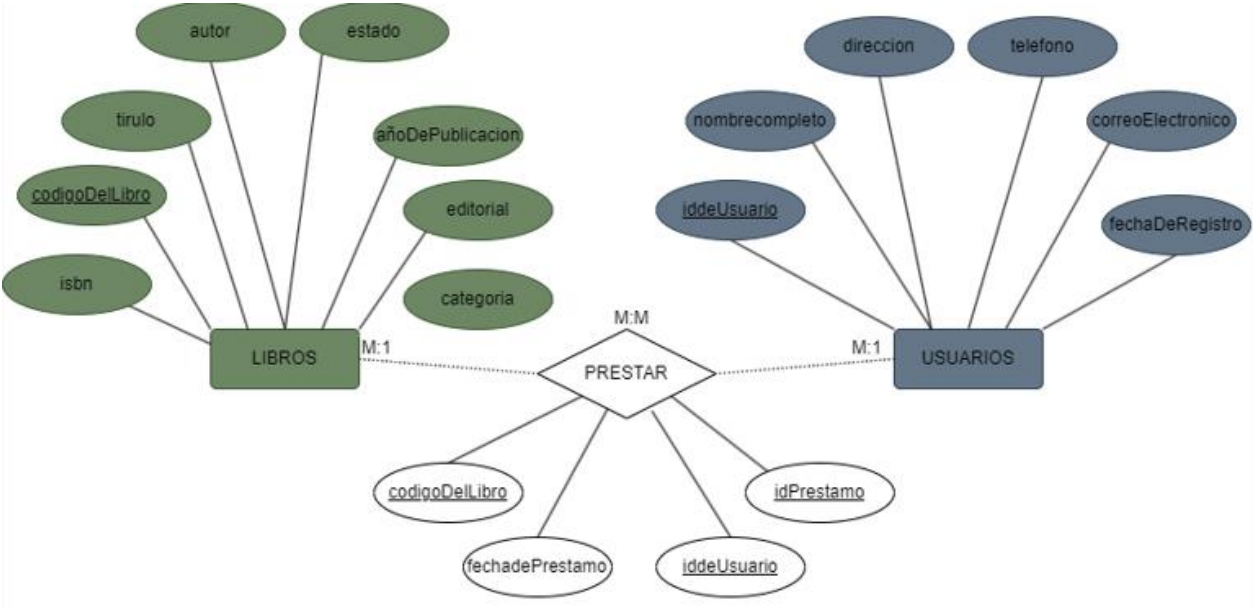 autor
estado
direccion
telefono
tirulo
añoDePublicacion
nombrecompleto
correoElectronico
codigoDelLibro
editorial
iddeUsuario
fechaDeRegistro
isbn
categoria
M:M
LIBROS
M:1
PRESTAR
M:1
USUARIOS
codigoDelLibro
idPrestamo
fechadePrestamo
iddeUsuario